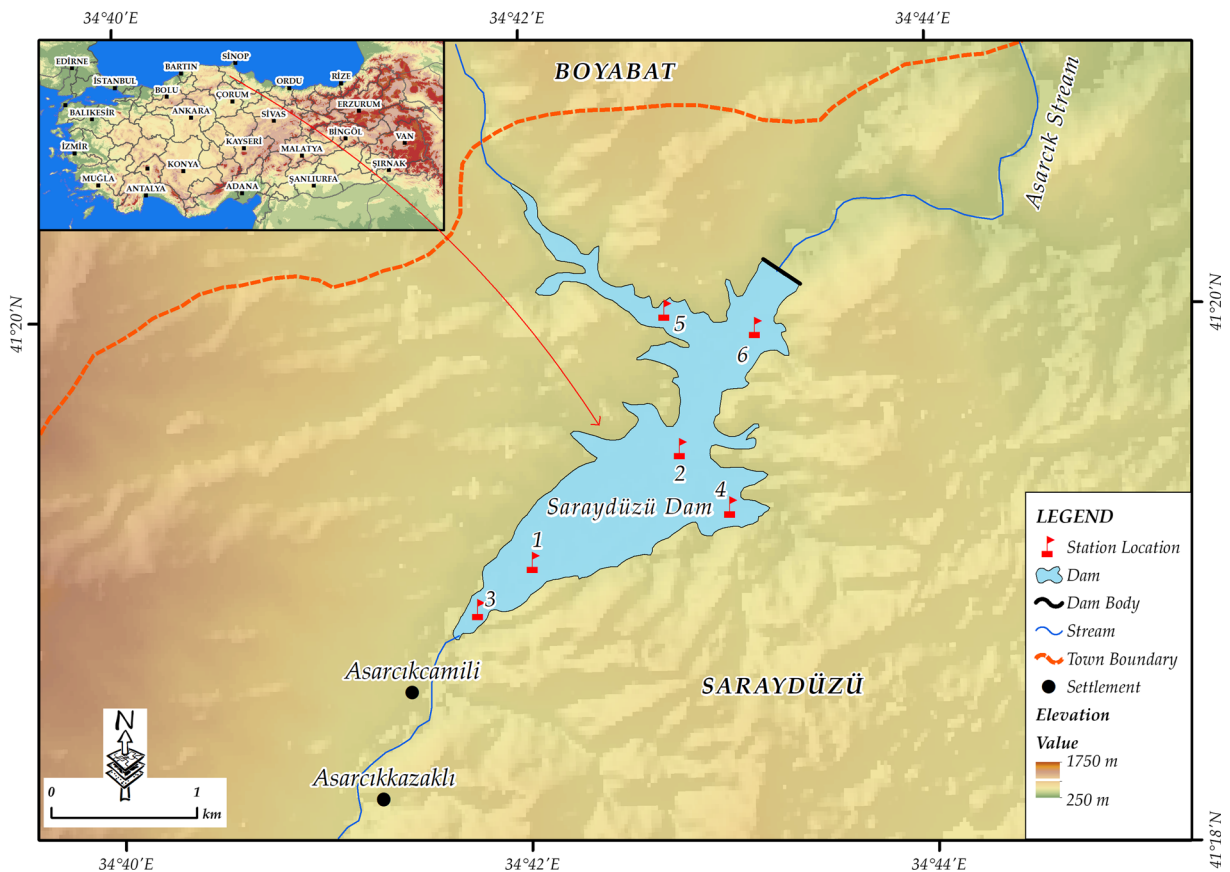 34°40′E
34°42′E
34°44′E
41°20′N
41°20′N
41°18′N
34°40′E
34°42′E
34°44′E
EDİRNE
İSTANBUL
BARTIN
SİNOP
BOLU
ÇORUM
ORDU
RİZE
BALIKESİR
ANKARA
SİVAS
ERZURUM
İZMİR
KAYSERİ
BİNGÖL
VAN
KONYA
MALATYA
ŞIRNAK
MUĞLA
ANTALYA
ADANA
ŞANLIURFA
BOYABAT
Asarcık Stream
5
6
2
4
Saraydüzü Dam
1
3
Asarcıkcamili
SARAYDÜZÜ
Asarcıkkazaklı
N
0 1
km
LEGEND
Station Location
Dam
Dam Body
Stream
Town Boundary
Settlement
Elevation
Value
1750 m
250 m